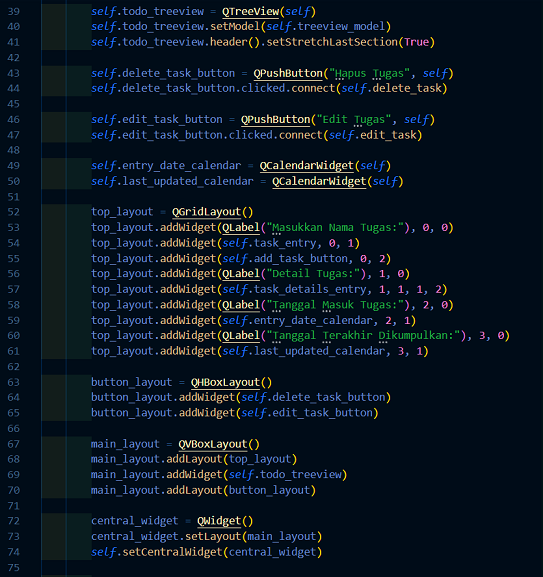 39 self.todo_treeview = QTreeView(self)
40 self.todo_treeview.setModel(self.treeview_model)
41 self.todo_treeview.header().setStretchLastSection(True)
42
43 self.delete_task_button = QPushButton("Hapus Tugas", self)
44 self.delete_task_button.clicked.connect(self.delete_task)
45
46 self.edit_task_button = QPushButton("Edit Tugas", self)
47 self.edit_task_button.clicked.connect(self.edit_task)
48
49 self.entry_date_calendar = QCalendarWidget(self)
50 self.last_updated_calendar = QCalendarWidget(self)
51
52 top_layout = QGridLayout()
53 top_layout.addWidget(QLabel("Masukkan Nama Tugas:"), 0, 0)
54 top_layout.addWidget(self.task_entry, 0, 1)
55 top_layout.addWidget(self.add_task_button, 0, 2)
56 top_layout.addWidget(QLabel("Detail Tugas:"), 1, 0)
57 top_layout.addWidget(self.task_details_entry, 1, 1, 1, 2)
58 top_layout.addWidget(QLabel("Tanggal Masuk Tugas:"), 2, 0)
59 top_layout.addWidget(self.entry_date_calendar, 2, 1)
60 top_layout.addWidget(QLabel("Tanggal Terakhir Dikumpulkan:"), 3, 0)
61 top_layout.addWidget(self.last_updated_calendar, 3, 1)
62
63 button_layout = QHBoxLayout()
64 button_layout.addWidget(self.delete_task_button)
65 button_layout.addWidget(self.edit_task_button)
66
67 main_layout = QVBoxLayout()
68 main_layout.addLayout(top_layout)
69 main_layout.addWidget(self.todo_treeview)
70 main_layout.addLayout(button_layout)
71
72 central_widget = QWidget()
73 central_widget.setLayout(main_layout)
74 self.setCentralWidget(central_widget)
75